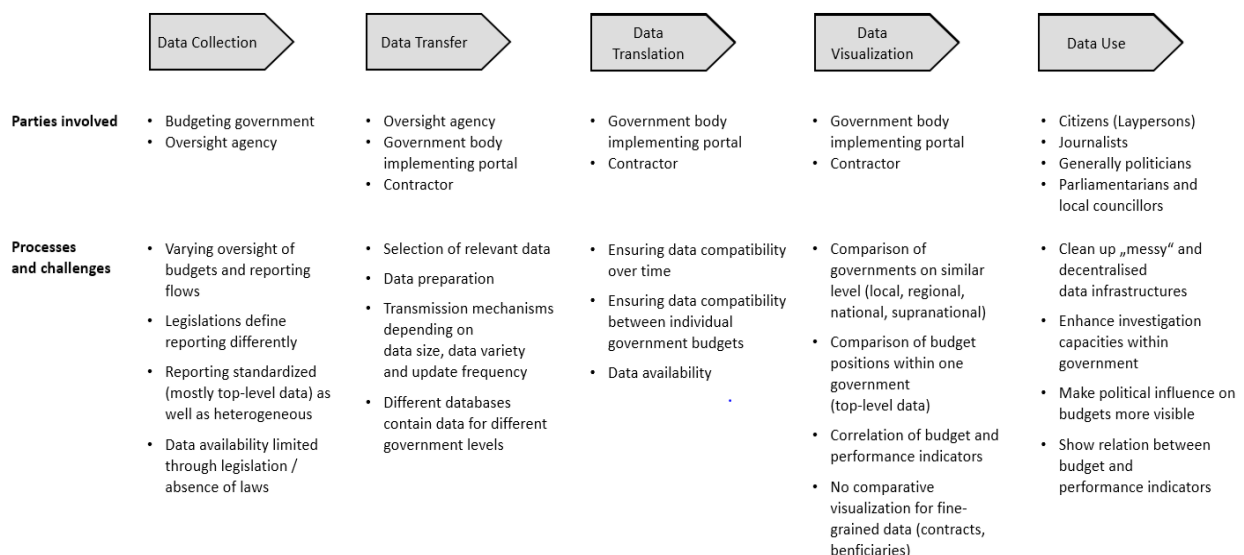 Data Collection
Data Transfer
Data
Translation
Data
Visualization
Data Use
Parties involved
• Budgeting government
• Oversight agency
• Oversight agency
• Government body
implementing portal
• Contractor
• Government body
implementing portal
• Contractor
• Government body
implementing portal
• Contractor
• Citizens (Laypersons)
• Journalists
• Generally politicians
• Parliamentarians and
local councillors
Processes
and challenges
• Varying oversight of
budgets and reporting
flows
• Legislations define
reporting differently
• Reporting standardized
(mostly top-level data) as
well as heterogeneous
• Data availability limited
through legislation /
absence of laws
• Selection of relevant data
• Data preparation
• Transmission mechanisms
depending on
data size, data variety
and update frequency
• Different databases
contain data for different
government levels
• Ensuring data compatibility
over time
• Ensuring data compatibility
between individual
government budgets
• Data availability
• Comparison of
governments on similar
level (local, regional,
national, supranational)
• Comparison of budget
positions within one
government
(top-level data)
• Correlation of budget and
performance indicators
• No comparative
visualization for fine-
grained data (contracts,
benficiaries)
• Clean up „messy“ and
decentralised
data infrastructures
• Enhance investigation
capacities within
government
• Make political influence on
budgets more visible
• Show relation between
budget and
performance indicators